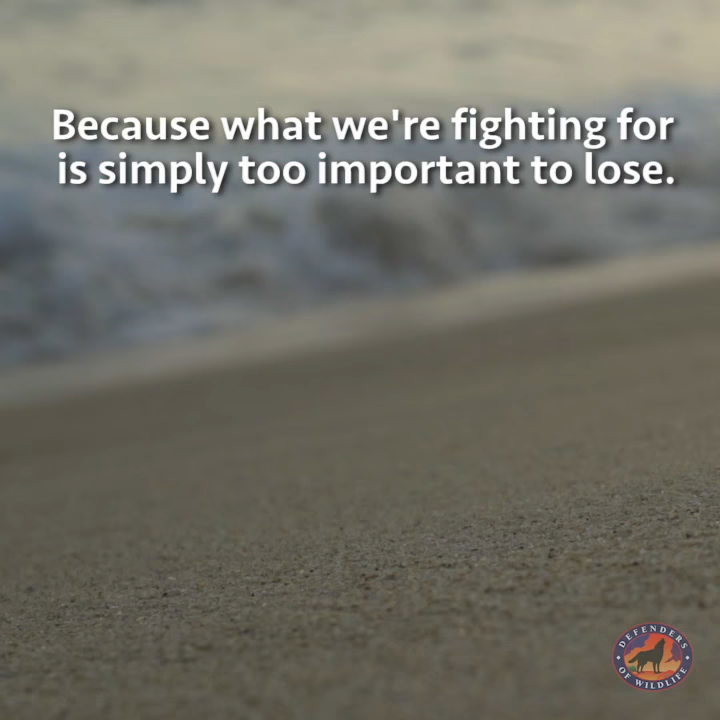 Because what we're fighting for
is simply too important to lose.
DEFENDERS
OF WILDLIFE